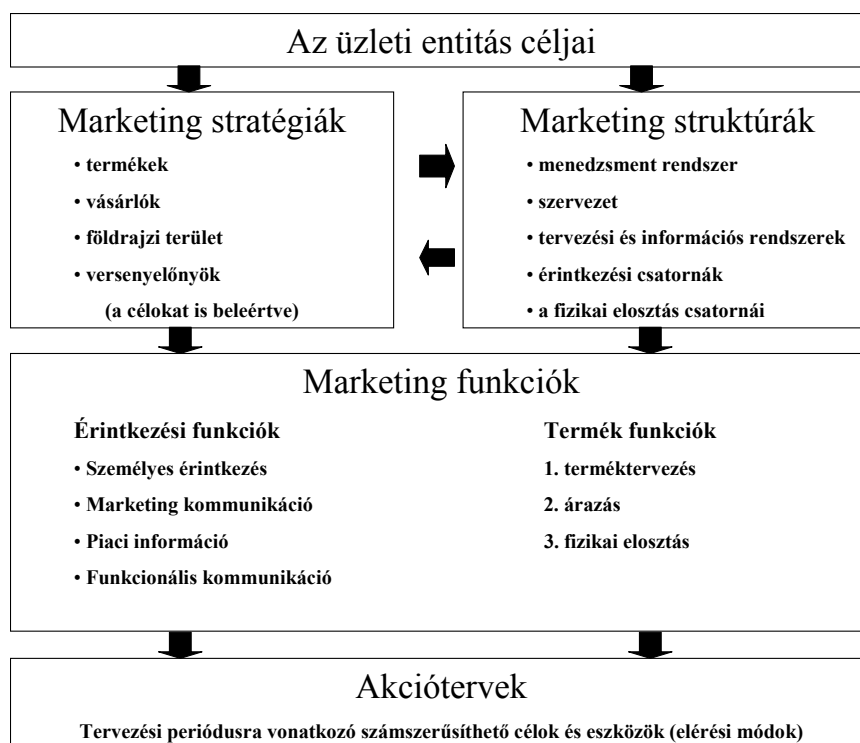 Az üzleti entitás céljai
Marketing stratégiák
• termékek
• vásárlók
• földrajzi terület
• versenyelőnyök
(a célokat is beleértve)
Marketing struktúrák
• menedzsment rendszer
• szervezet
• tervezési és információs rendszerek
• érintkezési csatornák
• a fizikai elosztás csatornái
Marketing funkciók
Érintkezési funkciók
• Személyes érintkezés
• Marketing kommunikáció
• Piaci információ
• Funkcionális kommunikáció
Termék funkciók
1. terméktervezés
2. árazás
3. fizikai elosztás
Akciótervek
Tervezési periódusra vonatkozó számszerűsíthető célok és eszközök (elérési módok)